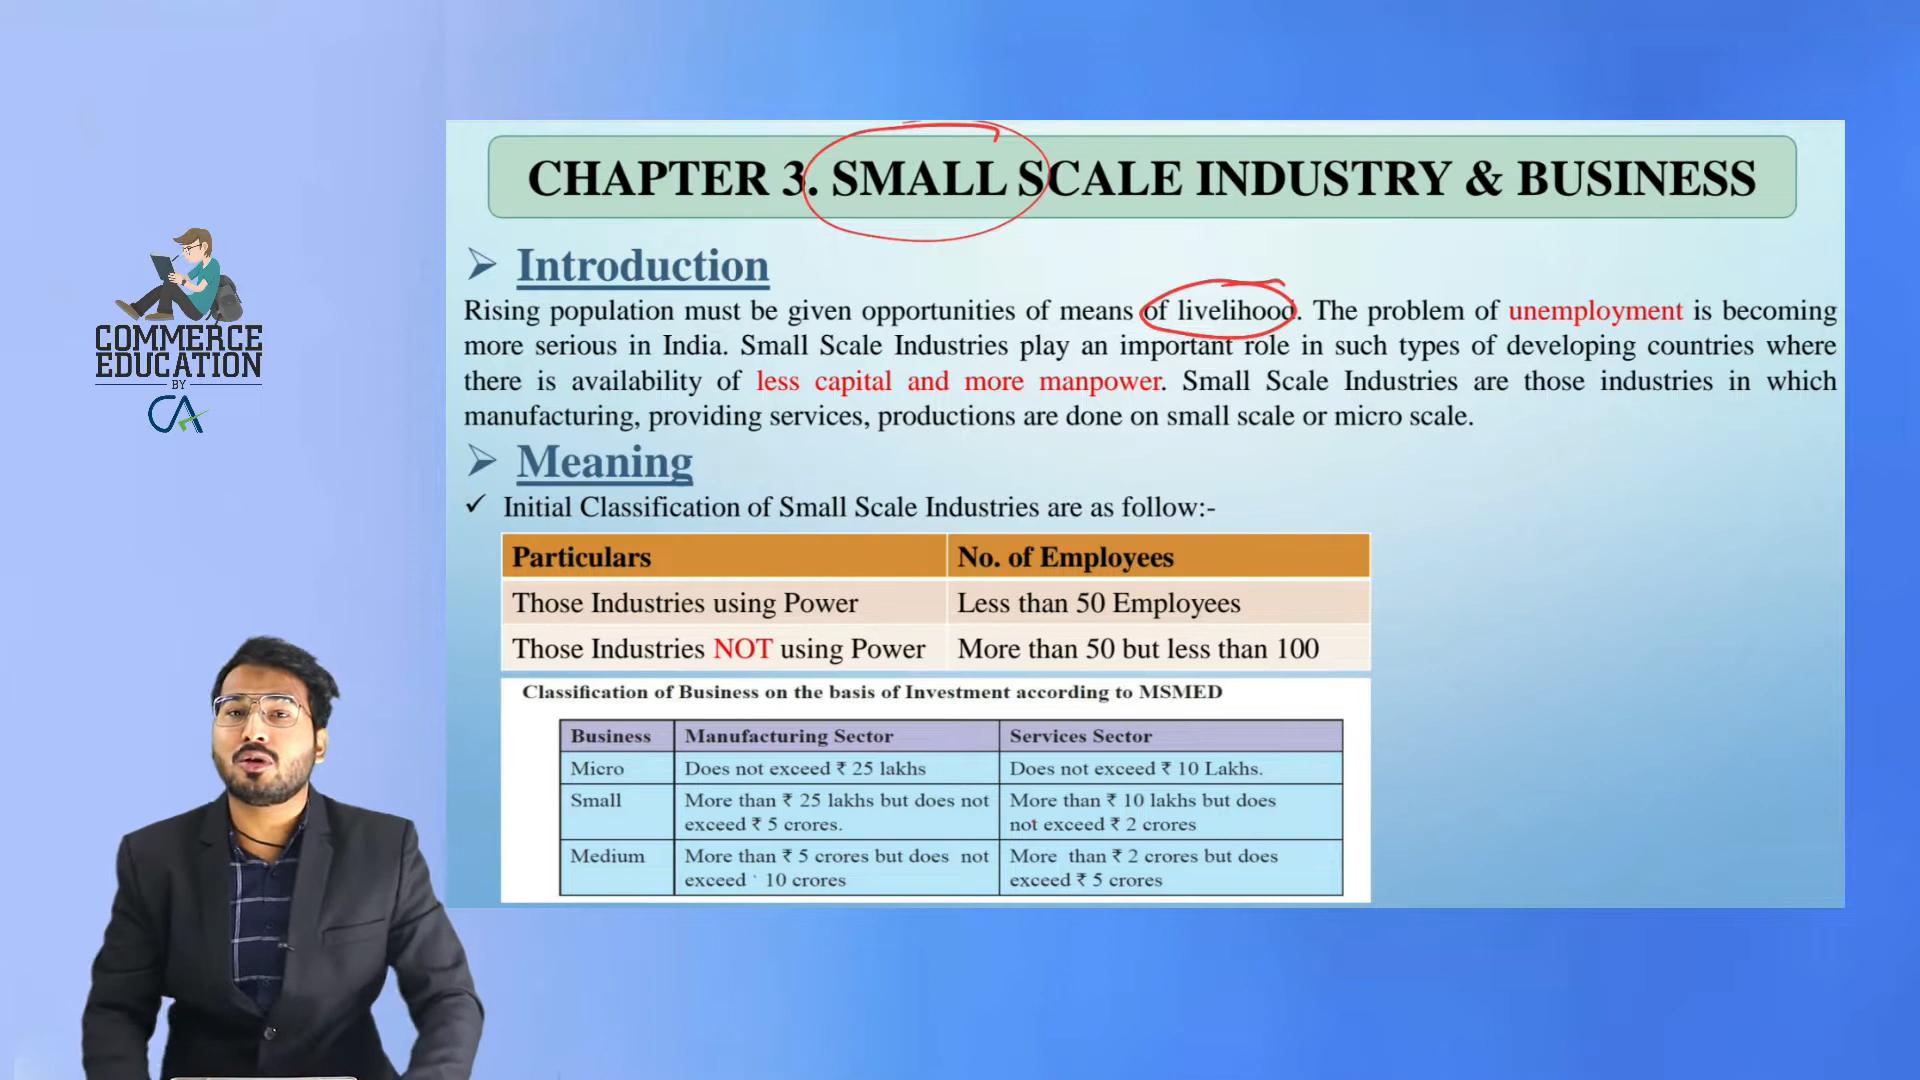 CHAPTER 3. SMALL SCALE INDUSTRY & BUSINESS
Introduction
Rising population must be given opportunities of means of livelihood. The problem of unemployment is becoming
more serious in India. Small Scale Industries play an important role in such types of developing countries where
there is availability of less capital and more manpower. Small Scale Industries are those industries in which
manufacturing, providing services, productions are done on small scale or micro scale.
Meaning
✓ Initial Classification of Small Scale Industries are as follow:-
Particulars No. of Employees
Those Industries using Power Less than 50 Employees
Those Industries NOT using Power More than 50 but less than 100
Classification of Business on the basis of Investment according to MSMED
Business Manufacturing Sector Services Sector
Micro Does not exceed ₹ 25 lakhs Does not exceed ₹ 10 Lakhs.
Small More than ₹ 25 lakhs but does not More than ₹ 10 lakhs but does
exceed ₹ 5 crores. not exceed ₹ 2 crores
Medium More than ₹ 5 crores but does not More than ₹ 2 crores but does
exceed ` 10 crores exceed ₹ 5 crores
COMMERCE
EDUCATION
BY
CA